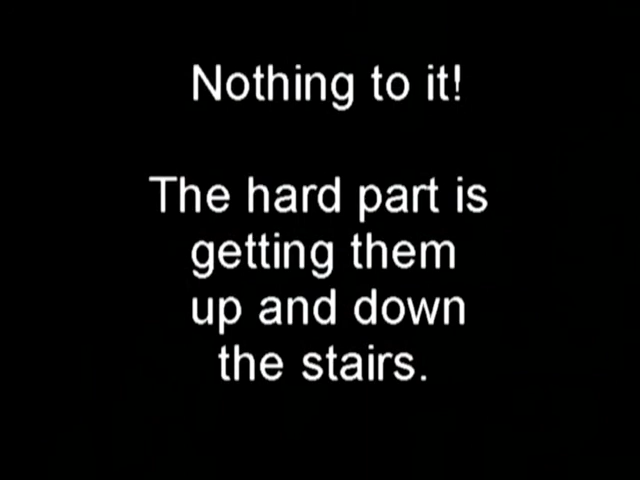 Nothing to it!
The hard part is
getting them
up and down
the stairs.